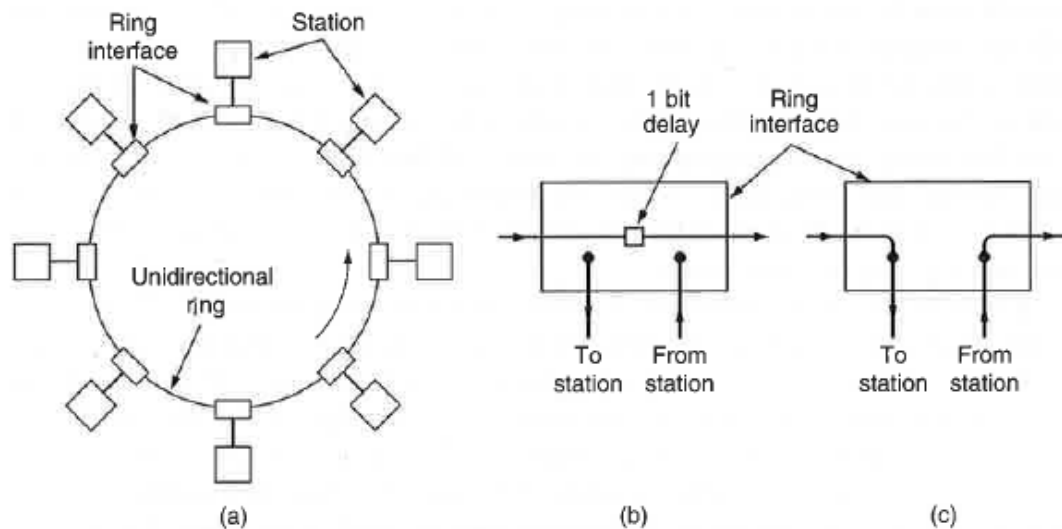 Ring
interface
Station
Unidirectional
ring
(a)
1 bit
delay
Ring
interface
To
station
From
station
(b)
To
station
From
station
(c)